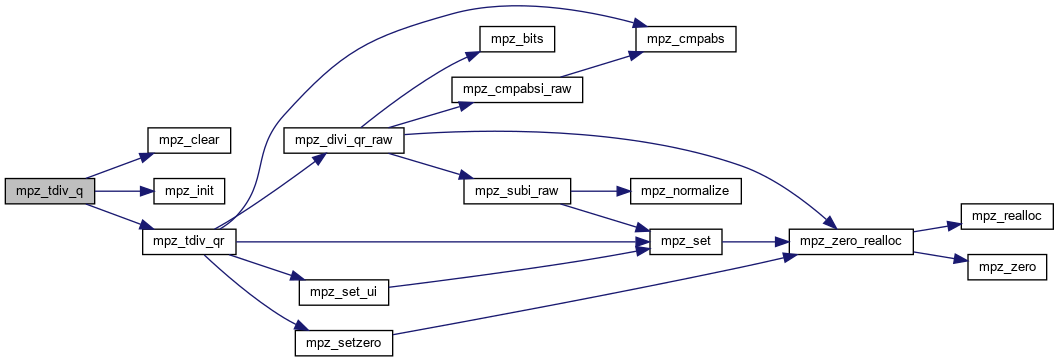 mpz_tdiv_q
mpz_clear
mpz_init
mpz_tdiv_qr
mpz_divi_qr_raw
mpz_set_ui
mpz_setzero
mpz_bits
mpz_cmpabsi_raw
mpz_subi_raw
mpz_cmpabs
mpz_normalize
mpz_set
mpz_zero_realloc
mpz_realloc
mpz_zero